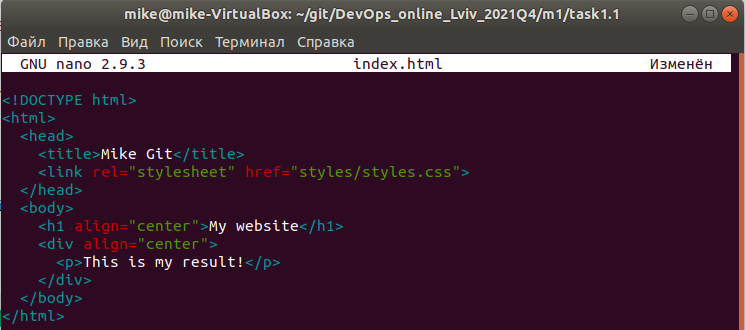 mike@mike-VirtualBox: ~/git/DevOps_online_Lviv_2021Q4/m1/task1.1
Файл Правка Вид Поиск Терминал Справка
GNU nano 2.9.3 index.html Изменён
<!DOCTYPE html>
<html>
  <head>
    <title>Mike Git</title>
    <link rel="stylesheet" href="styles/styles.css">
  </head>
  <body>
    <h1 align="center">My website</h1>
    <div align="center">
      <p>This is my result!</p>
    </div>
  </body>
</html>